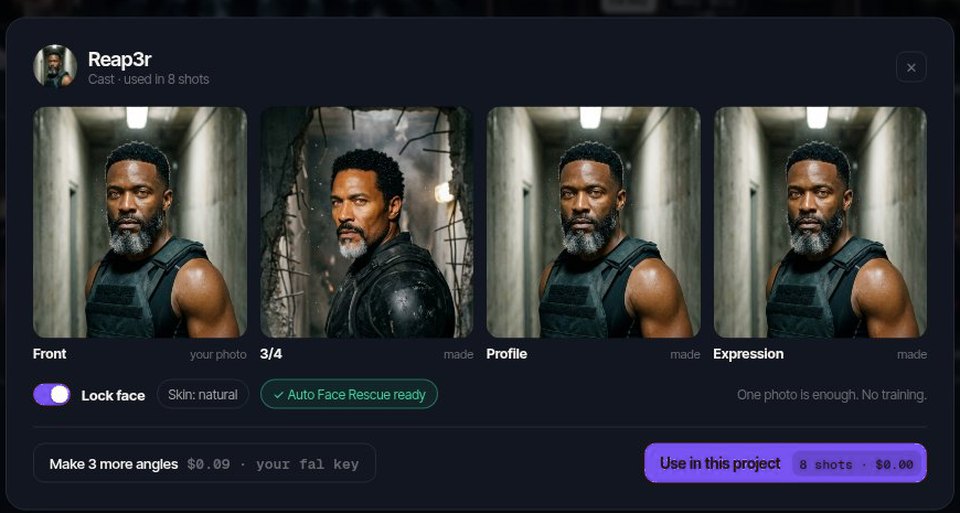 Reap3r
Cast · used in 8 shots
Front your photo
3/4 made
Profile made
Expression made
Lock face
Skin: natural
✓ Auto Face Rescue ready
One photo is enough. No training.
Make 3 more angles $0.09 · your fal key
Use in this project 8 shots · $0.00